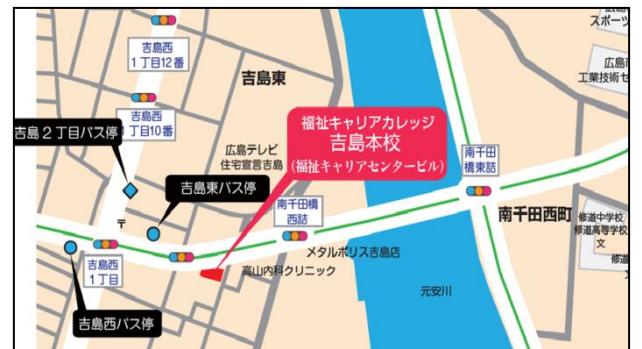 吉島西
1丁目12番
吉島東
スポーツ
広島市
工業技術セ
吉島西
丁目10番
吉島2丁目バス停
広島テレビ
住宅宣言吉島
福祉キャリアカレッジ
吉島本校
(福祉キャリアセンタービル)
南千田
橋東詰
吉島東バス停
南千田橋
西詰
南千田西町
修道中学校
修道高等学校
文
修道
文
〒
吉島西
1丁目
メタルポリス吉島店
高山内科クリニック
元安川
吉島西バス停